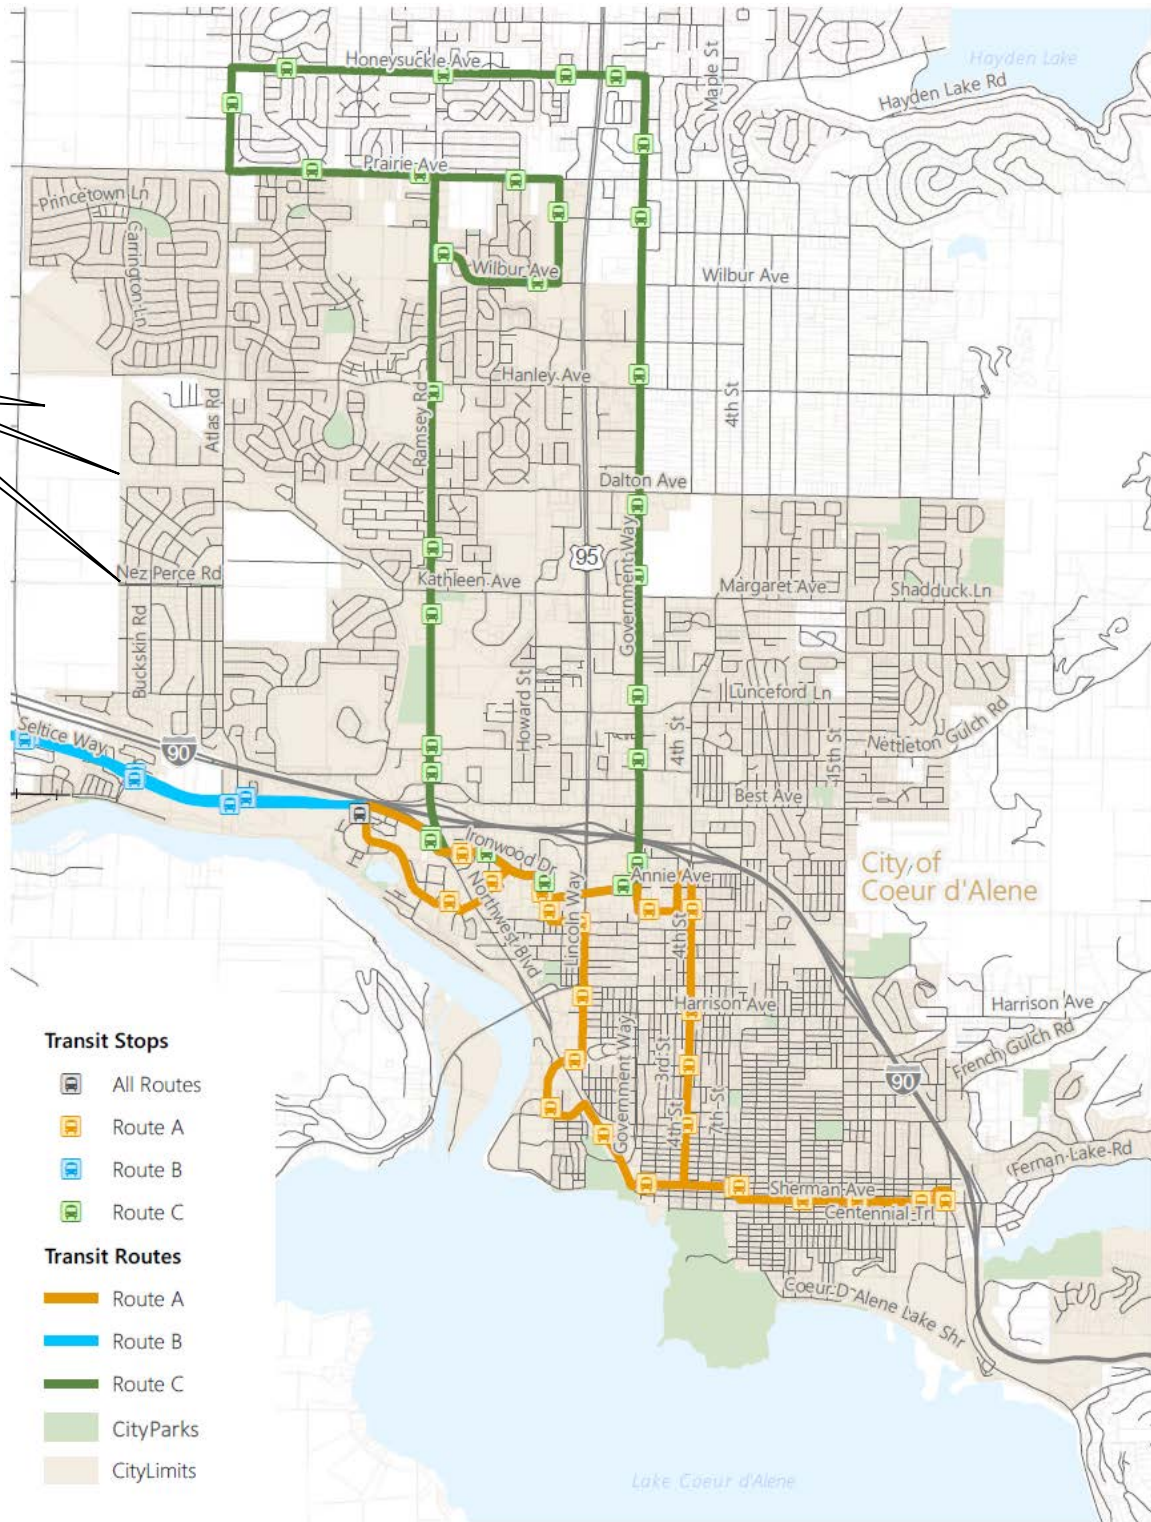 Hayden Lake
Honeysuckle Ave
Maple St
Hayden Lake Rd
Prairie Ave
Princetown Ln
Carrington Ln
Wilbur Ave
Wilbur Ave
Hanley Ave
Atlas Rd
Ramsey Rd
4th St
Dalton Ave
Government Way
95
Nez Perce Rd
Kathleen Ave
Margaret Ave
Shadduck Ln
Buckskin Rd
Howard St
Lunceford Ln
Nettleton Gulch Rd
Seltice Way
90
4th St
15th St
Best Ave
Ironwood Dr
City of
Coeur d'Alene
Annie Ave
Northwest Blvd
Lincoln Way
4th St
Harrison Ave
Harrison Ave
French Gulch Rd
Government Way
3rd St
90
4th St
7th St
Fernan Lake Rd
Sherman Ave
Centennial Trl
Coeur D Alene Lake Shr
Lake Coeur d'Alene
Transit Stops
All Routes
Route A
Route B
Route C
Transit Routes
Route A
Route B
Route C
CityParks
CityLimits